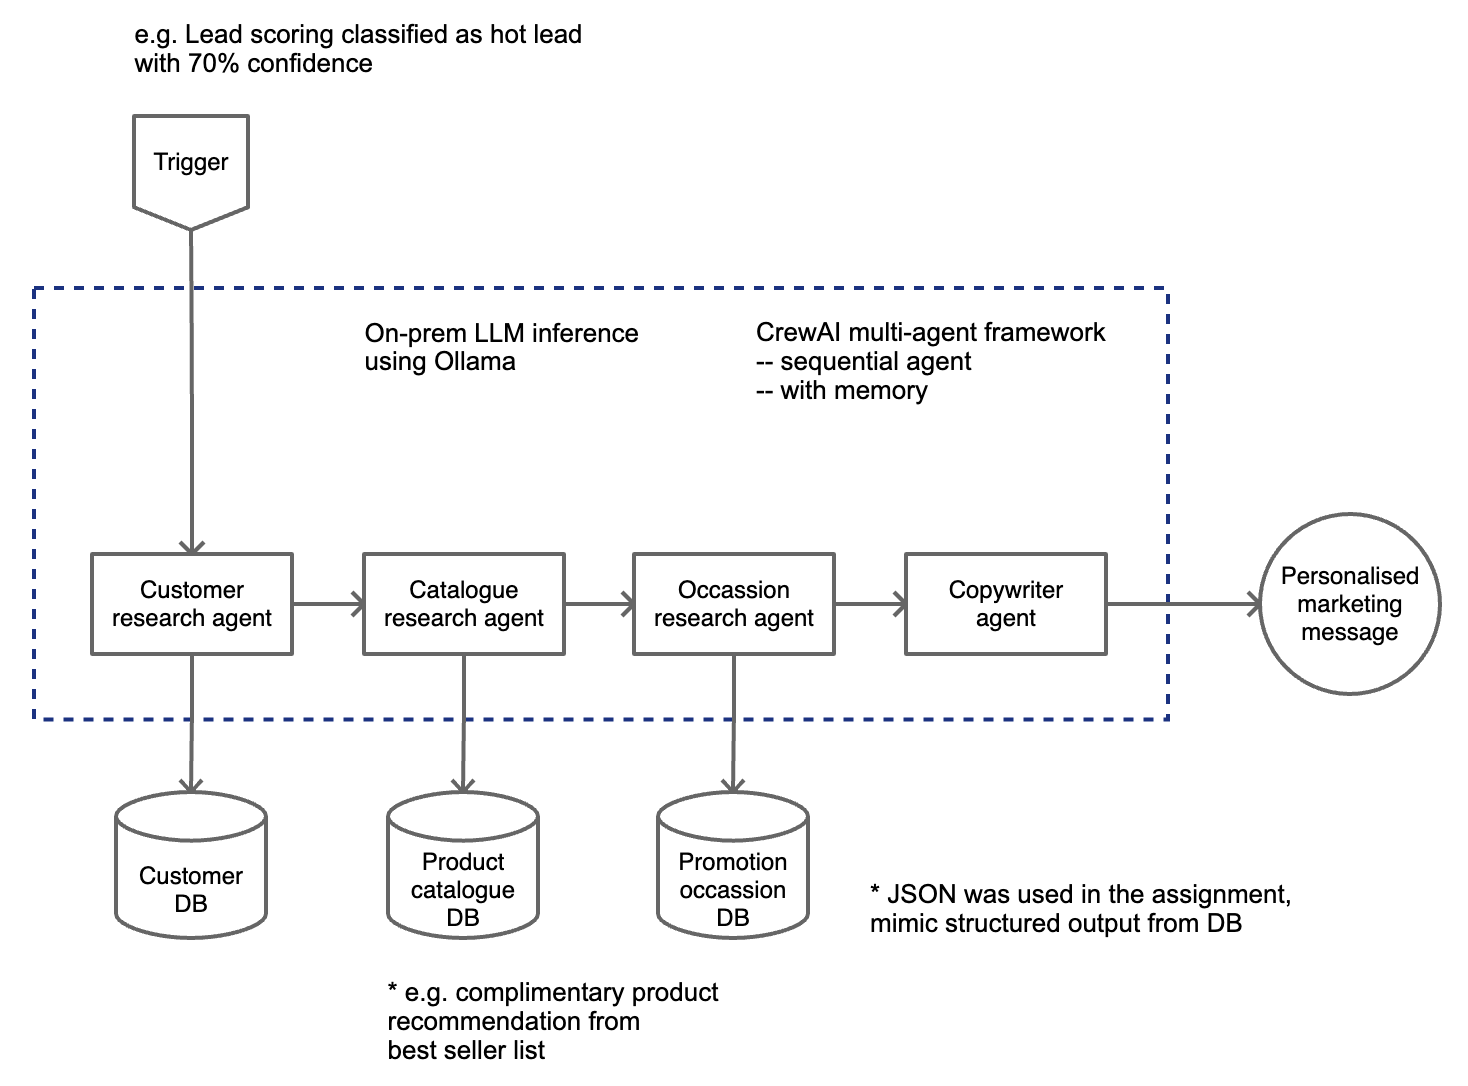 e.g. Lead scoring classified as hot lead
with 70% confidence
Trigger
On-prem LLM inference
using Ollama
CrewAI multi-agent framework
-- sequential agent
-- with memory
Customer
research agent
Catalogue
research agent
Occassion
research agent
Copywriter
agent
Personalised
marketing
message
Customer
DB
Product
catalogue
DB
Promotion
occassion
DB
* JSON was used in the assignment,
mimic structured output from DB
* e.g. complimentary product
recommendation from
best seller list